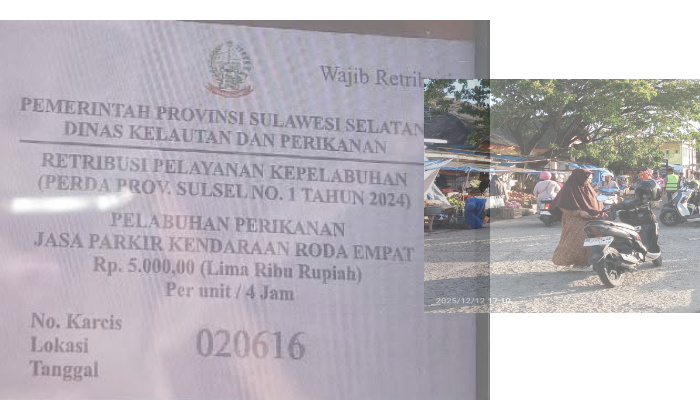 Wajib Retribusi
PEMERINTAH PROVINSI SULAWESI SELATAN
DINAS KELAUTAN DAN PERIKANAN
RETRIBUSI PELAYANAN KEPELABUHAN
(PERDA PROV. SULSEL NO. 1 TAHUN 2024)
PELABUHAN PERIKANAN
JASA PARKIR KENDARAAN RODA EMPAT
Rp. 5.000,00 (Lima Ribu Rupiah)
Per unit / 4 Jam
No. Karcis 020616
Lokasi
Tanggal
2025/12/12 17:10